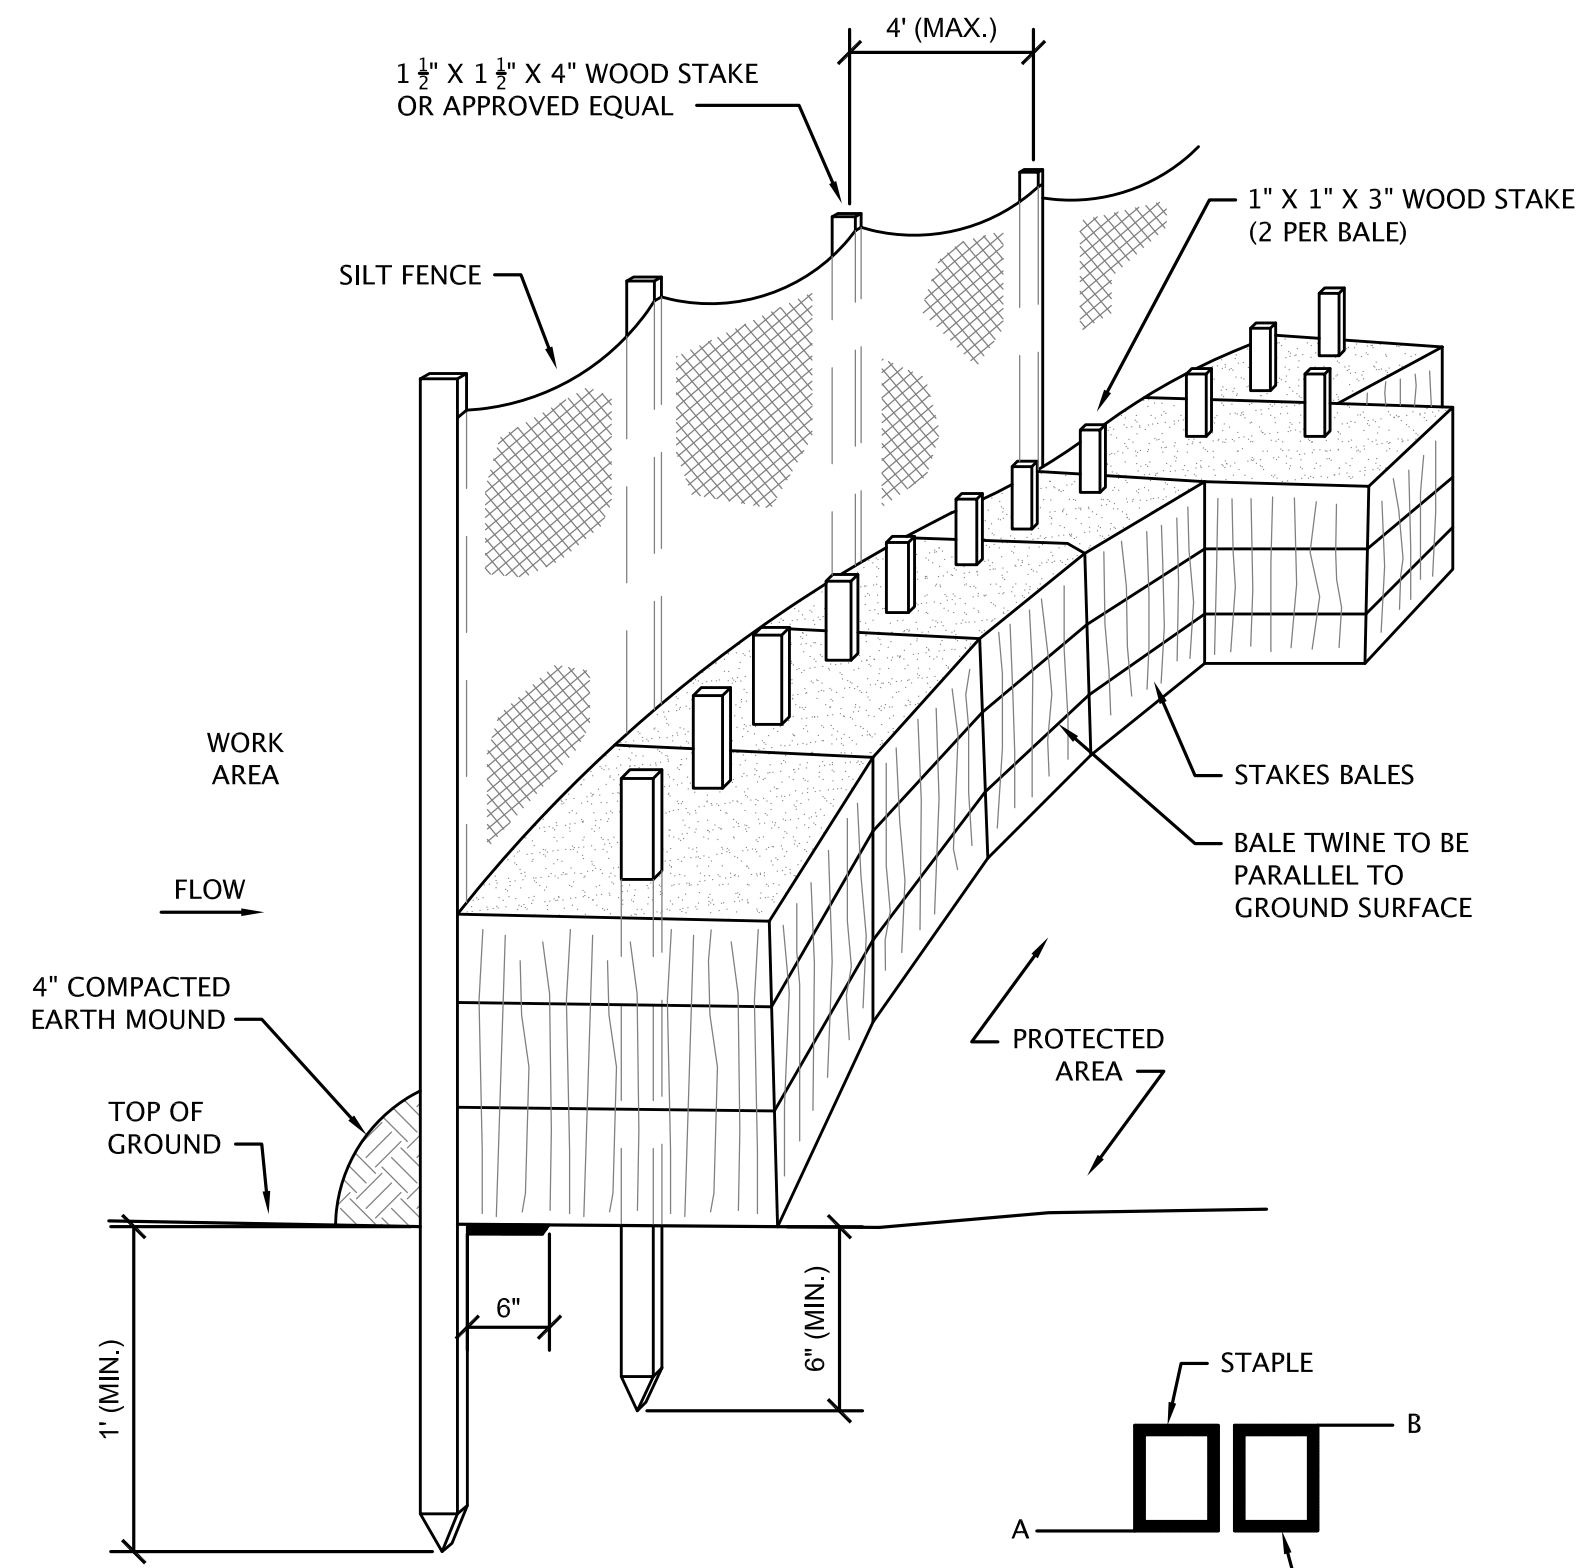 4' (MAX.)
1 1/2" X 1 1/2" X 4" WOOD STAKE
OR APPROVED EQUAL
1" X 1" X 3" WOOD STAKE
(2 PER BALE)
SILT FENCE
WORK
AREA
STAKES BALES
BALE TWINE TO BE
PARALLEL TO
GROUND SURFACE
FLOW
4" COMPACTED
EARTH MOUND
PROTECTED
AREA
TOP OF
GROUND
6"
6" (MIN.)
1' (MIN.)
STAPLE
B
A